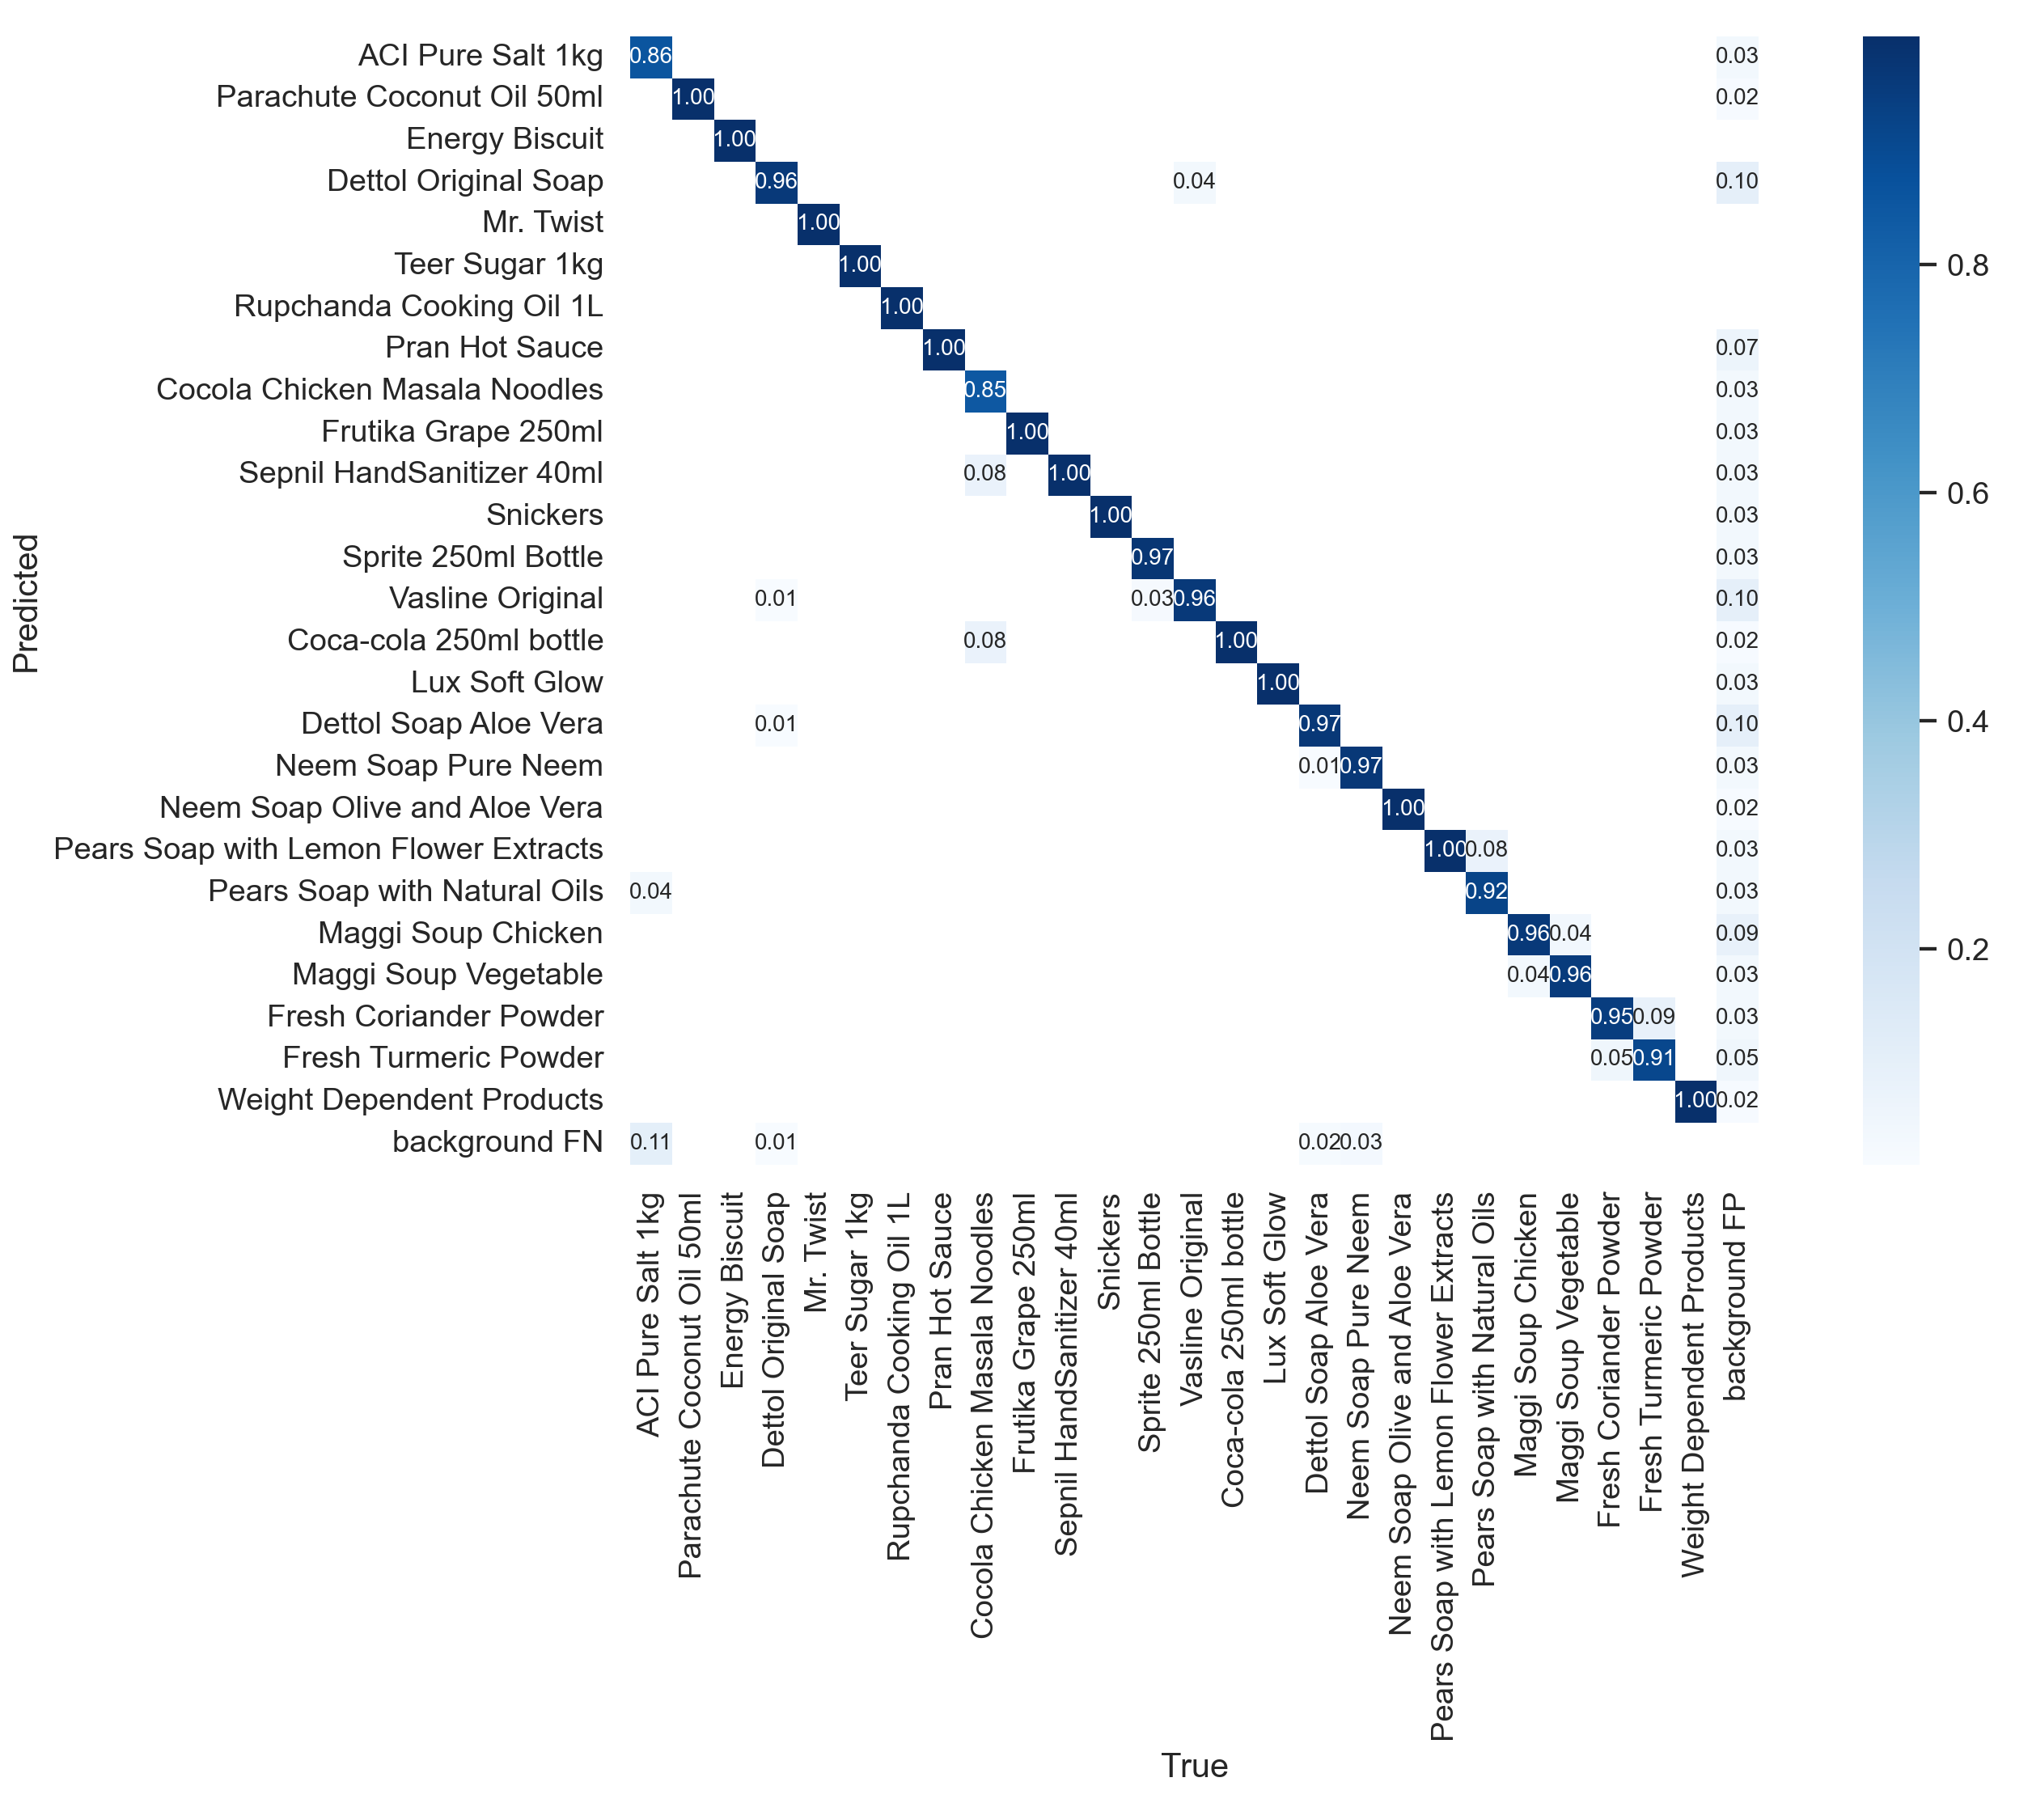 ACI Pure Salt 1kg 0.86 0.03
Parachute Coconut Oil 50ml 1.00 0.02
Energy Biscuit 1.00
Dettol Original Soap 0.96 0.04 0.10
Mr. Twist 1.00
Teer Sugar 1kg 1.00
0.8
Rupchanda Cooking Oil 1L 1.00
Pran Hot Sauce 1.00 0.07
Cocola Chicken Masala Noodles 0.85 0.03
Frutika Grape 250ml 1.00 0.03
Sepnil HandSanitizer 40ml 0.08 1.00 0.03
0.6
Snickers 1.00 0.03
Sprite 250ml Bottle 0.97 0.03
Vasline Original 0.01 0.03 0.96 0.10
Predicted
Coca-cola 250ml bottle 0.08 1.00 0.02
Lux Soft Glow 1.00 0.03
Dettol Soap Aloe Vera 0.01 0.97 0.10
0.4
Neem Soap Pure Neem 0.01 0.97 0.03
Neem Soap Olive and Aloe Vera 1.00 0.02
Pears Soap with Lemon Flower Extracts 1.00 0.08 0.03
Pears Soap with Natural Oils 0.04 0.92 0.03
Maggi Soup Chicken 0.96 0.04 0.09
0.2
Maggi Soup Vegetable 0.04 0.96 0.03
Fresh Coriander Powder 0.95 0.09 0.03
Fresh Turmeric Powder 0.05 0.91 0.05
Weight Dependent Products 1.00 0.02
background FN 0.11 0.01 0.02 0.03
ACI Pure Salt 1kg
Parachute Coconut Oil 50ml
Energy Biscuit
Dettol Original Soap
Mr. Twist
Teer Sugar 1kg
Rupchanda Cooking Oil 1L
Pran Hot Sauce
Cocola Chicken Masala Noodles
Frutika Grape 250ml
Sepnil HandSanitizer 40ml
Snickers
Sprite 250ml Bottle
Vasline Original
Coca-cola 250ml bottle
Lux Soft Glow
Dettol Soap Aloe Vera
Neem Soap Pure Neem
Neem Soap Olive and Aloe Vera
Pears Soap with Lemon Flower Extracts
Pears Soap with Natural Oils
Maggi Soup Chicken
Maggi Soup Vegetable
Fresh Coriander Powder
Fresh Turmeric Powder
Weight Dependent Products
background FP
True